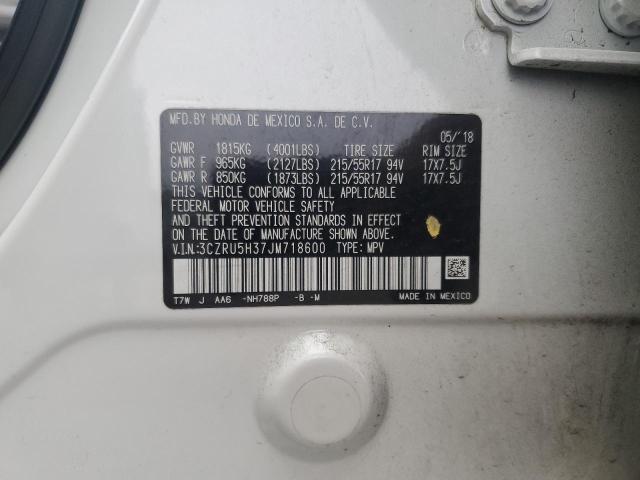 MFD.BY HONDA DE MEXICO S.A. DE C.V.
05/'18
GVWR 1815KG (4001LBS) TIRE SIZE RIM SIZE
GAWR F 965KG (2127LBS) 215/55R17 94V 17X7.5J
GAWR R 850KG (1873LBS) 215/55R17 94V 17X7.5J
THIS VEHICLE CONFORMS TO ALL APPLICABLE
FEDERAL MOTOR VEHICLE SAFETY
AND THEFT PREVENTION STANDARDS IN EFFECT
ON THE DATE OF MANUFACTURE SHOWN ABOVE.
V.I.N:3CZRU5H37JM718600 TYPE: MPV
T7W J AA6 -NH788P -B -M MADE IN MEXICO